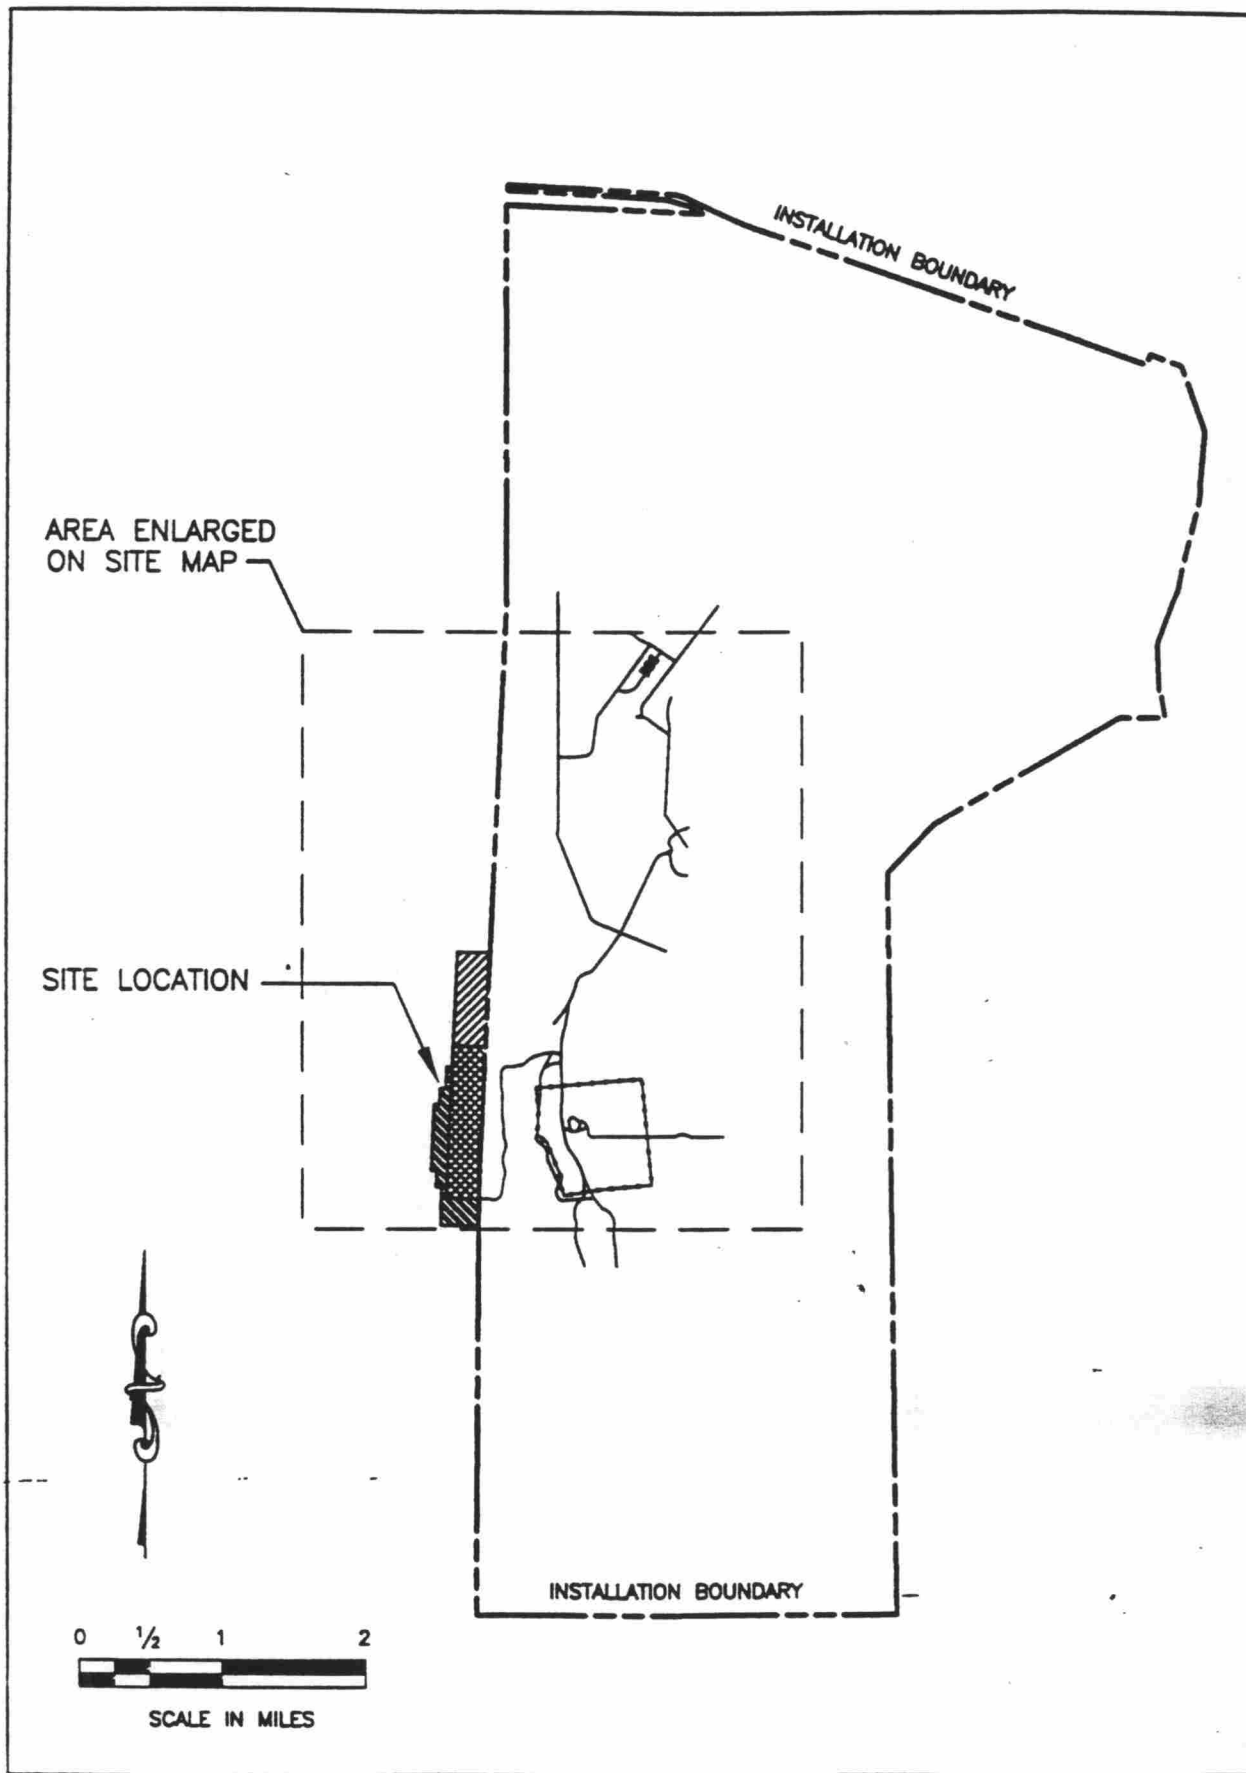 INSTALLATION BOUNDARY
AREA ENLARGED
ON SITE MAP
SITE LOCATION
INSTALLATION BOUNDARY
0 1/2 1 2
SCALE IN MILES